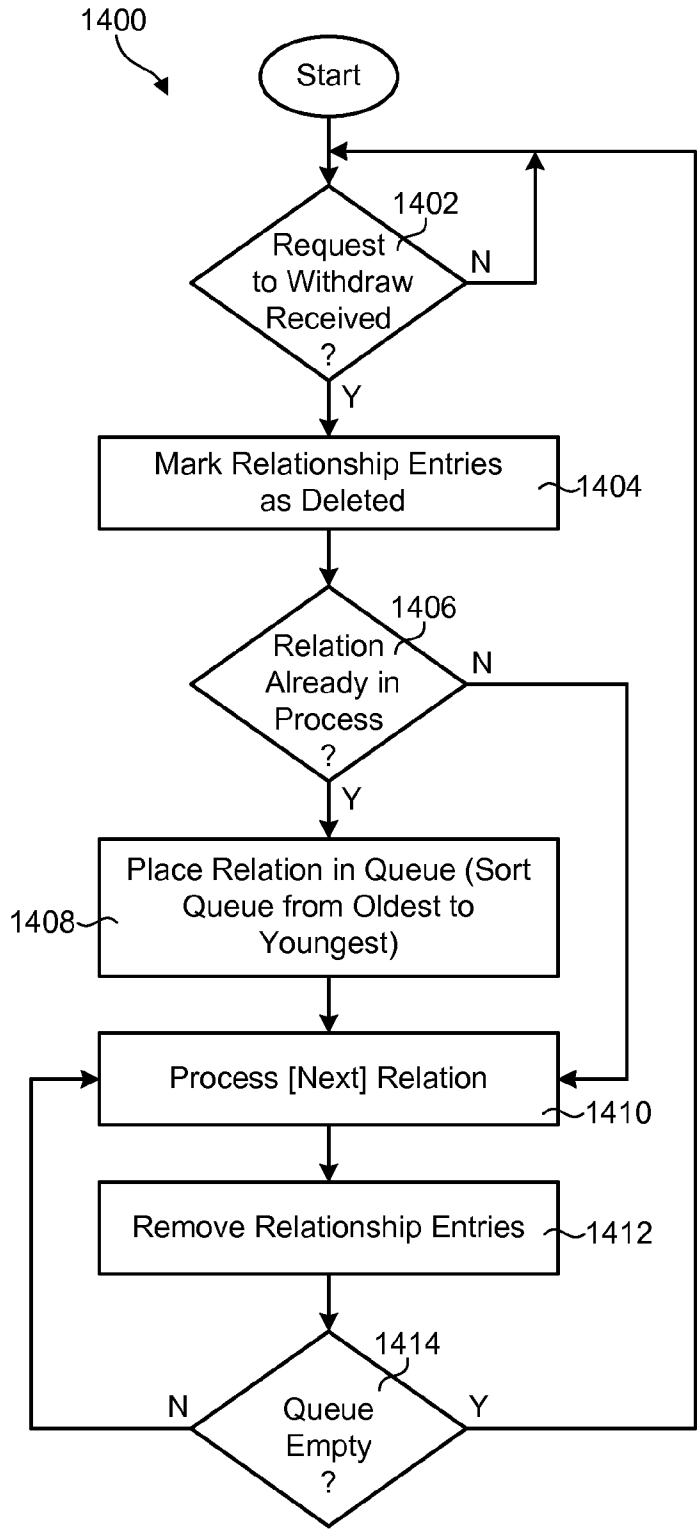 1400
Start
1402
Request
to Withdraw
Received
?
N
Y
Mark Relationship Entries
as Deleted
1404
1406
Relation
Already in
Process
?
N
Y
Place Relation in Queue (Sort
Queue from Oldest to
Youngest)
1408
Process [Next] Relation
1410
Remove Relationship Entries
1412
1414
Queue
Empty
?
N
Y